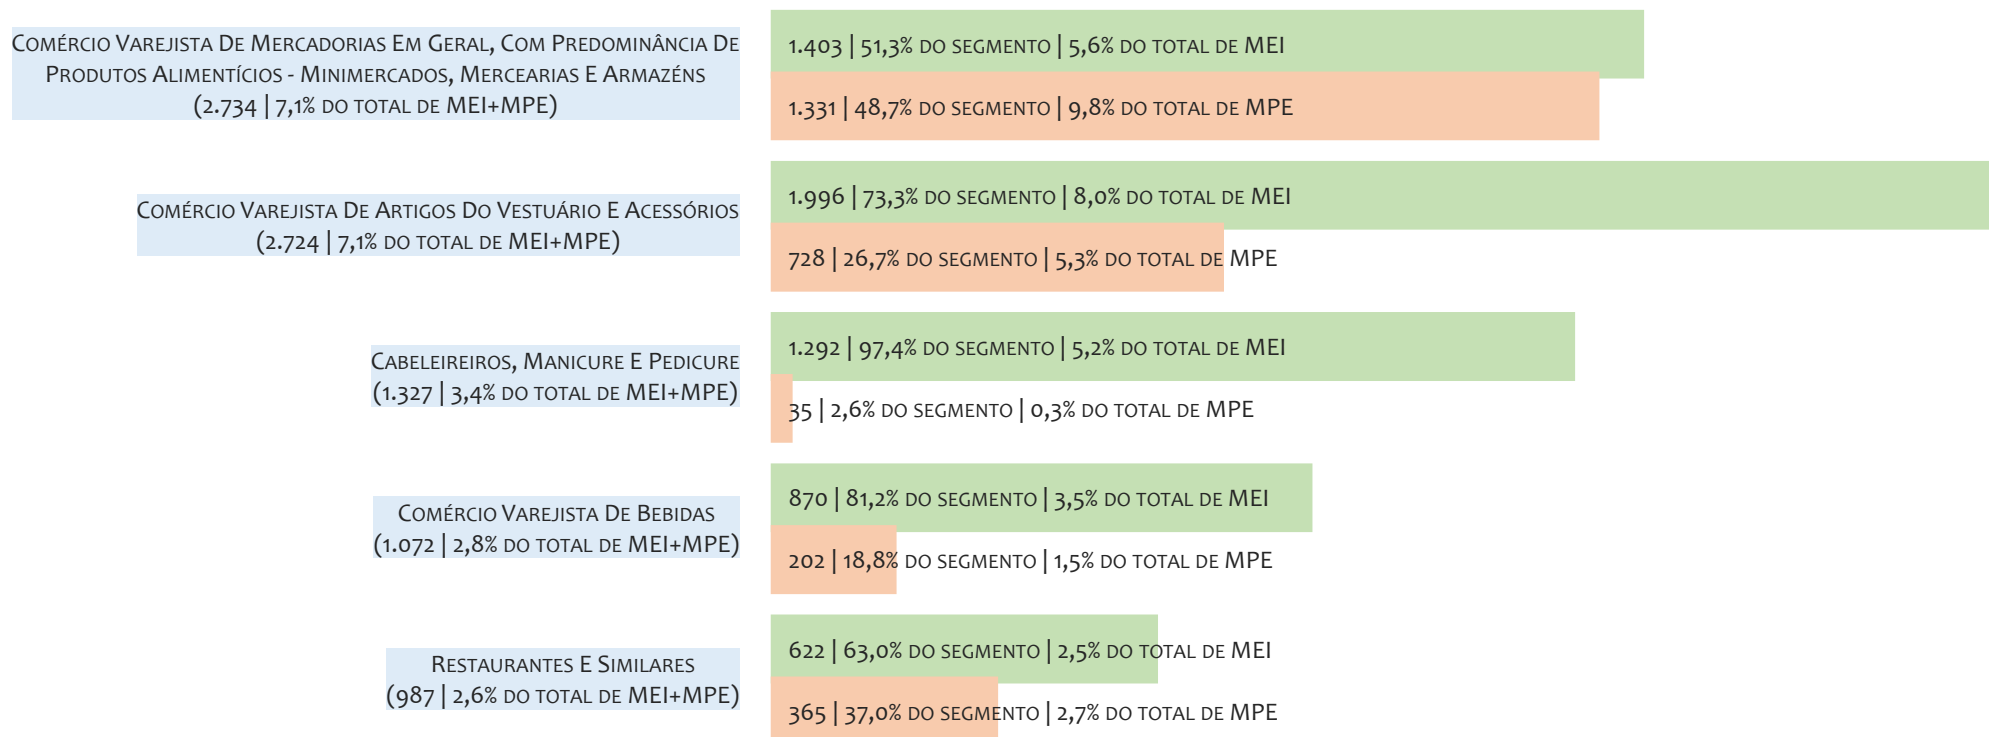 Comércio Varejista De Mercadorias Em Geral, Com Predominância De
Produtos Alimentícios - Minimercados, Mercearias E Armazéns
(2.734 | 7,1% do total de MEI+MPE)
1.403 | 51,3% do segmento | 5,6% do total de MEI
1.331 | 48,7% do segmento | 9,8% do total de MPE
Comércio Varejista De Artigos Do Vestuário E Acessórios
(2.724 | 7,1% do total de MEI+MPE)
1.996 | 73,3% do segmento | 8,0% do total de MEI
728 | 26,7% do segmento | 5,3% do total de MPE
Cabeleireiros, Manicure E Pedicure
(1.327 | 3,4% do total de MEI+MPE)
1.292 | 97,4% do segmento | 5,2% do total de MEI
35 | 2,6% do segmento | 0,3% do total de MPE
Comércio Varejista De Bebidas
(1.072 | 2,8% do total de MEI+MPE)
870 | 81,2% do segmento | 3,5% do total de MEI
202 | 18,8% do segmento | 1,5% do total de MPE
Restaurantes E Similares
(987 | 2,6% do total de MEI+MPE)
622 | 63,0% do segmento | 2,5% do total de MEI
365 | 37,0% do segmento | 2,7% do total de MPE